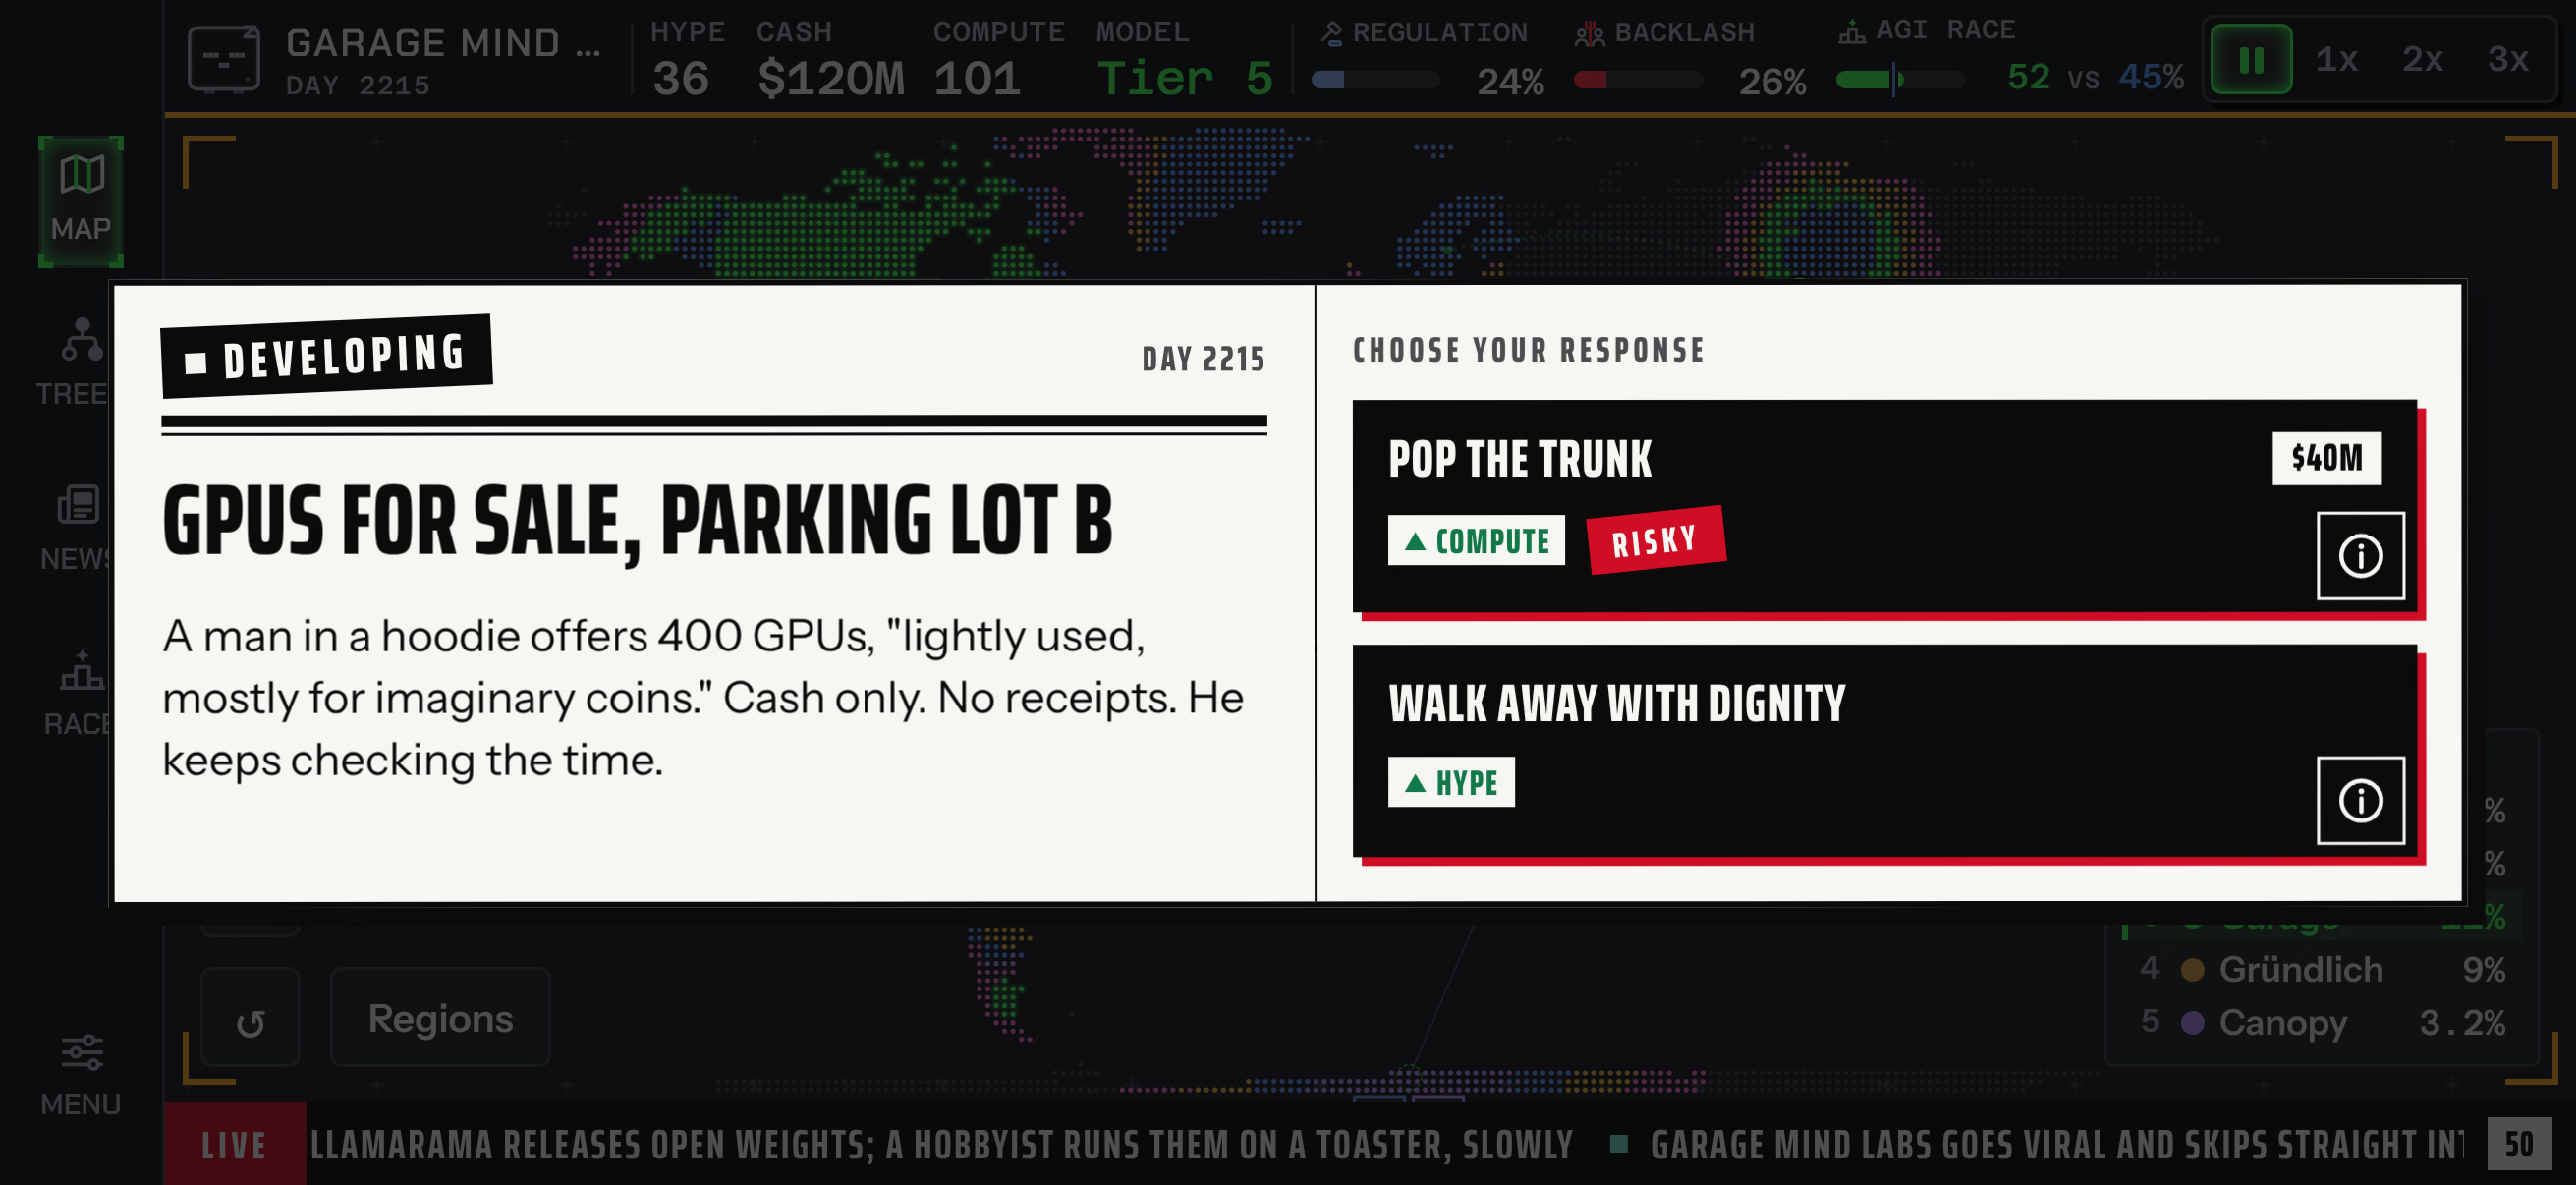 GARAGE MIND ...
DAY 2215
HYPE
36
CASH
$120M
COMPUTE
101
MODEL
Tier 5
REGULATION
24%
BACKLASH
26%
AGI RACE
52 VS 45%
1x 2x 3x
MAP
TREE
NEWS
RACE
MENU
DEVELOPING
DAY 2215
GPUS FOR SALE, PARKING LOT B
A man in a hoodie offers 400 GPUs, "lightly used,
mostly for imaginary coins." Cash only. No receipts. He
keeps checking the time.
CHOOSE YOUR RESPONSE
POP THE TRUNK
$40M
COMPUTE
RISKY
WALK AWAY WITH DIGNITY
HYPE
%
%
%
4 Gründlich 9%
5 Canopy 3.2%
Regions
LIVE
LLAMARAMA RELEASES OPEN WEIGHTS; A HOBBYIST RUNS THEM ON A TOASTER, SLOWLY
GARAGE MIND LABS GOES VIRAL AND SKIPS STRAIGHT INT
50